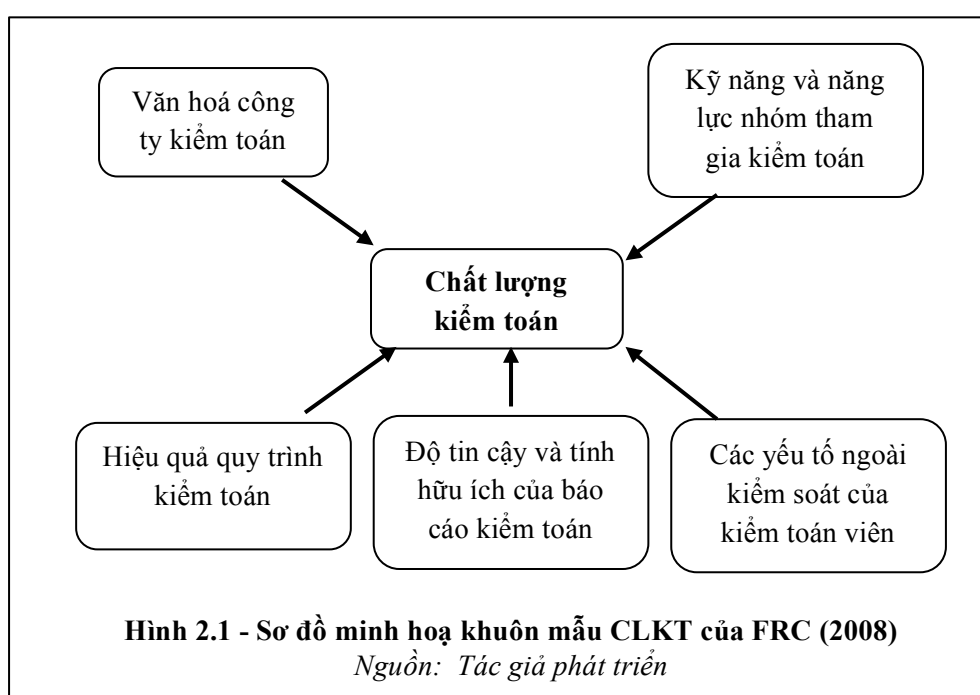 Văn hoá công
ty kiểm toán
Kỹ năng và năng
lực nhóm tham
gia kiểm toán
Chất lượng
kiểm toán
Hiệu quả quy trình
kiểm toán
Độ tin cậy và tính
hữu ích của báo
cáo kiểm toán
Các yếu tố ngoài
kiểm soát của
kiểm toán viên
Hình 2.1 - Sơ đồ minh hoạ khuôn mẫu CLKT của FRC (2008)
Nguồn: Tác giả phát triển